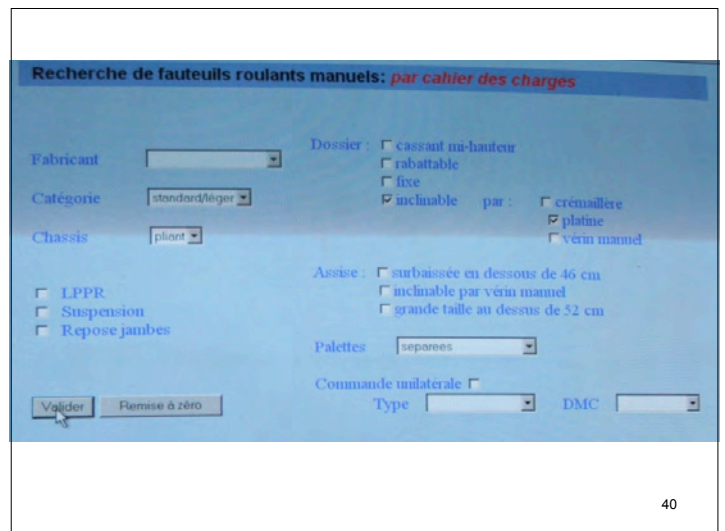 Recherche de fauteuils roulants manuels: par cahier des charges
Fabricant
Catégorie standard/léger
Chassis pliant
LPPR
Suspension
Repose jambes
Valider Remise à zéro
Dossier : cassant mi-hauteur
rabattable
fixe
inclinable par : crémaillère
platine
vérin manuel
Assise : surbaissée en dessous de 46 cm
inclinable par vérin manuel
grande taille au dessus de 52 cm
Palettes separees
Commande unilatérale
Type DMC
40